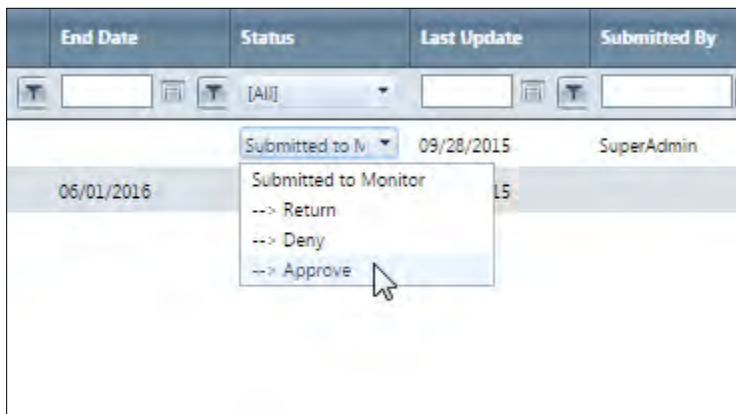 End Date Status Last Update Submitted By
[All]
Submitted to M 09/28/2015 SuperAdmin
Submitted to Monitor
06/01/2016 15
--> Return
--> Deny
--> Approve